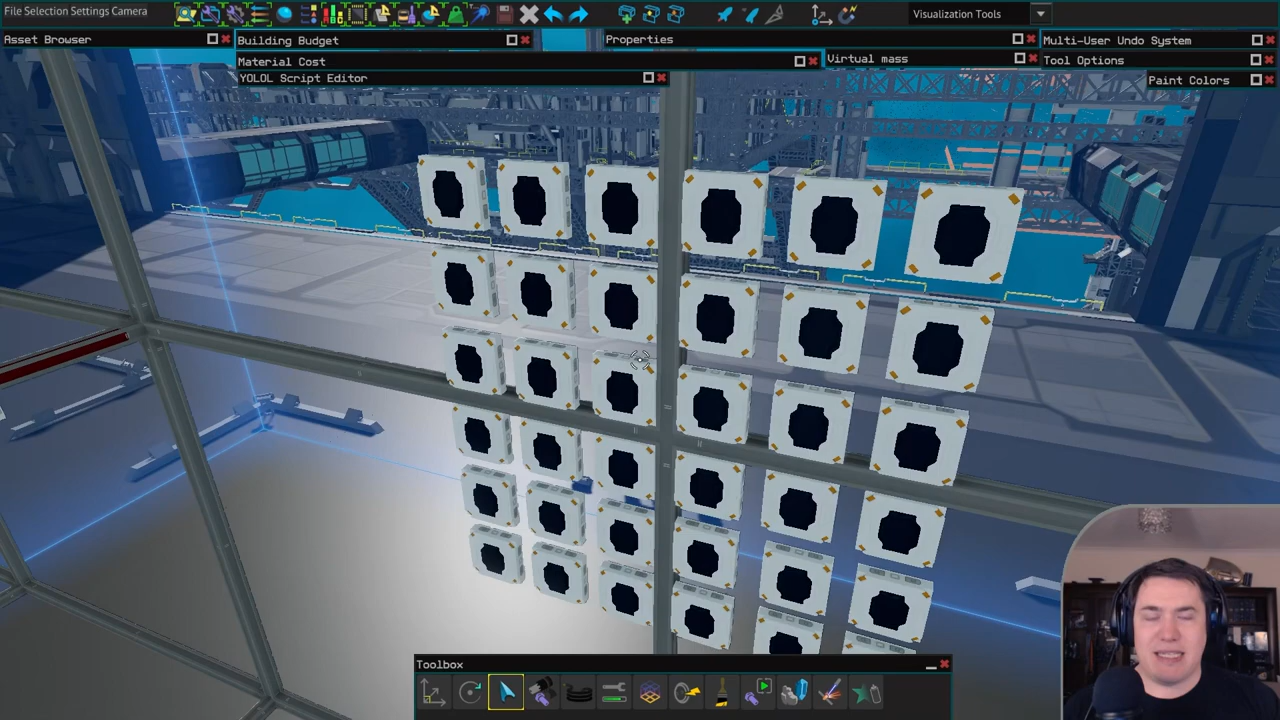 File Selection Settings Camera
Visualization Tools
Asset Browser
Building Budget
Properties
Multi-User Undo System
Material Cost
Virtual mass
Tool Options
YOLOL Script Editor
Paint Colors
Toolbox